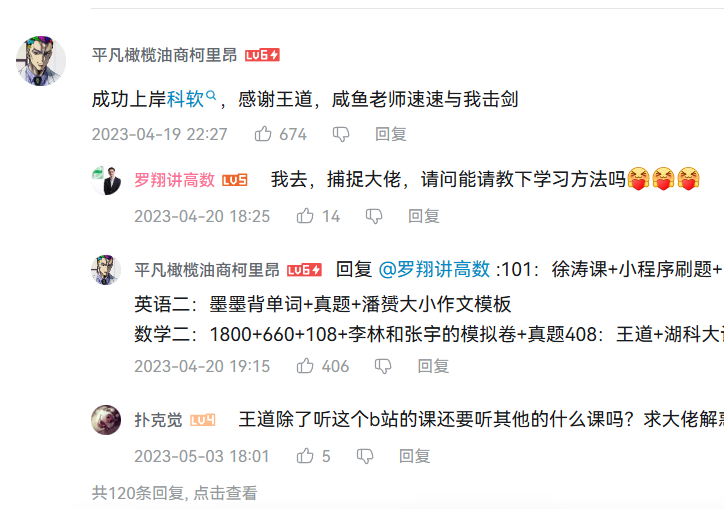 平凡橄榄油商柯里昂 LV6
成功上岸科软，感谢王道，咸鱼老师速速与我击剑
2023-04-19 22:27 674 回复
罗翔讲高数 LV5 我去，捕捉大佬，请问能请教下学习方法吗
2023-04-20 18:25 14 回复
平凡橄榄油商柯里昂 LV6 回复 @罗翔讲高数 :101：徐涛课+小程序刷题+
英语二：墨墨背单词+真题+潘赟大小作文模板
数学二：1800+660+108+李林和张宇的模拟卷+真题408：王道+湖科大
2023-04-20 19:15 406 回复
扑克觉 LV4 王道除了听这个b站的课还要听其他的什么课吗？求大佬解
2023-05-03 18:01 5 回复
共120条回复, 点击查看